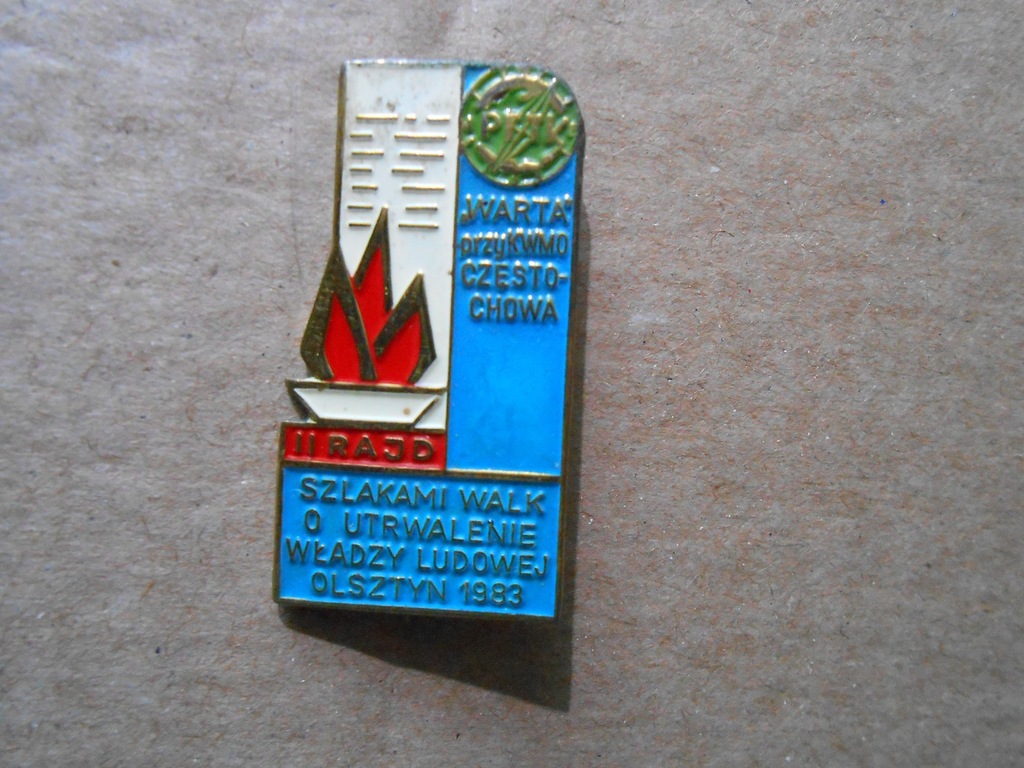 PTTK
„WARTA”
przy KWMO
CZĘSTO-
CHOWA
II RAJD
SZLAKAMI WALK
O UTRWALENIE
WŁADZY LUDOWEJ
OLSZTYN 1983